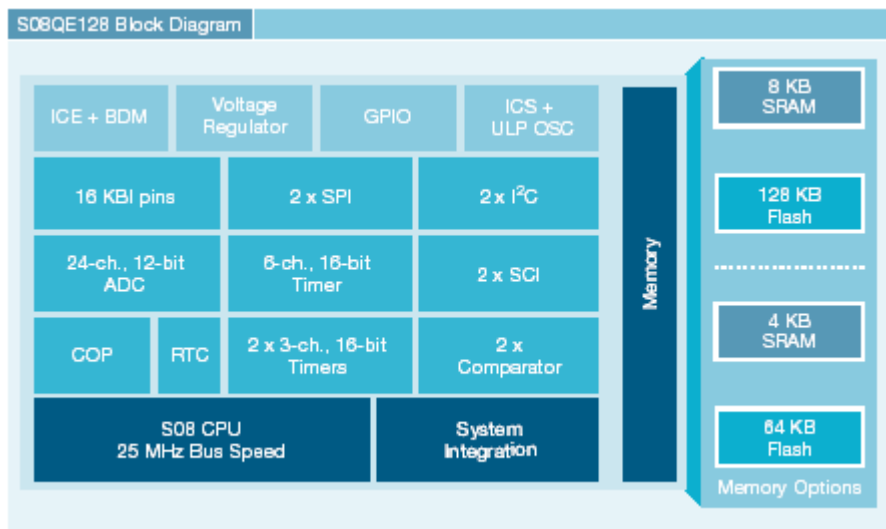 S08QE128 Block Diagram
ICE + BDM
Voltage
Regulator
GPIO
ICS +
ULP OSC
16 KBI pins
2 x SPI
2 x I²C
24-ch., 12-bit
ADC
6-ch., 16-bit
Timer
2 x SCI
COP
RTC
2 x 3-ch., 16-bit
Timers
2 x
Comparator
S08 CPU
25 MHz Bus Speed
System
Integration
Memory
8 KB
SRAM
128 KB
Flash
4 KB
SRAM
64 KB
Flash
Memory Options